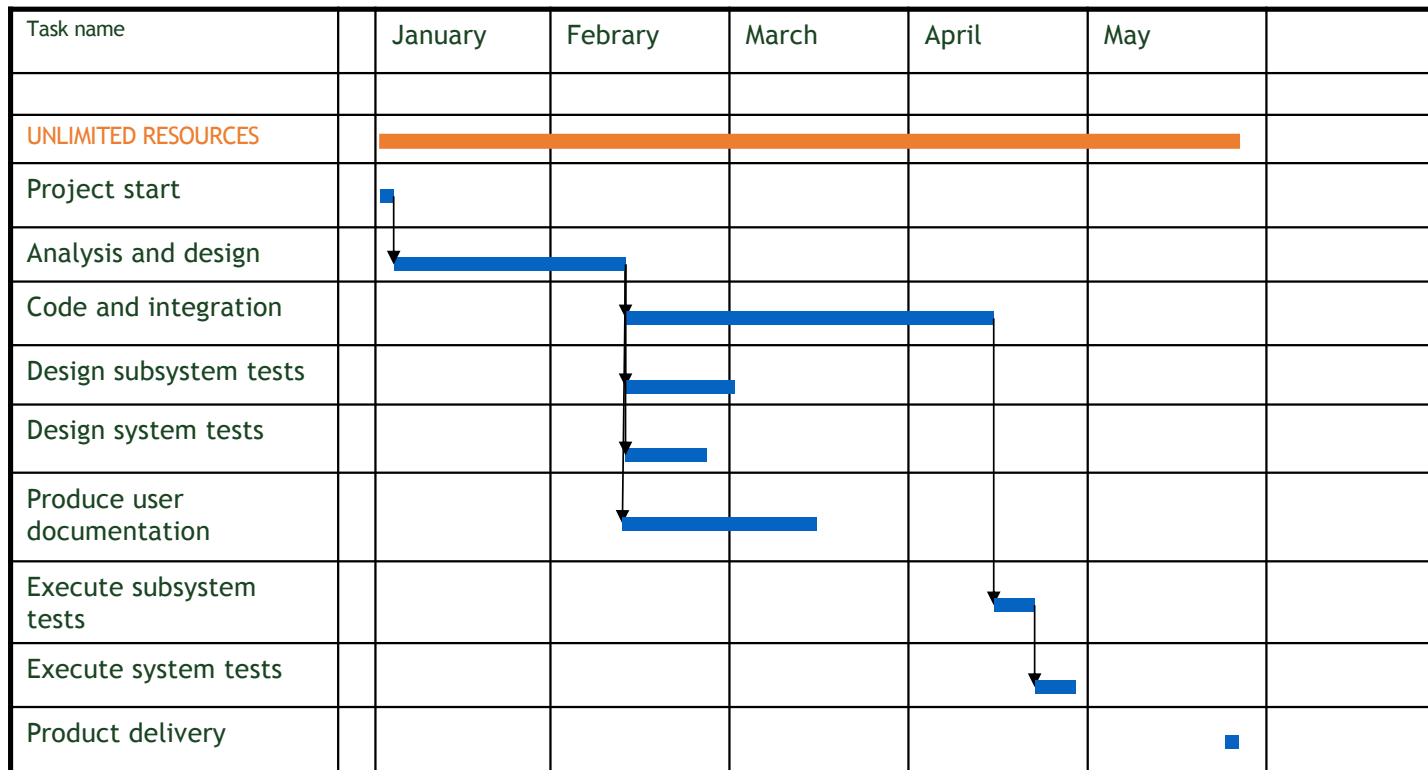 Task name
January
Febrary
March
April
May
UNLIMITED RESOURCES
Project start
Analysis and design
Code and integration
Design subsystem tests
Design system tests
Produce user
documentation
Execute subsystem
tests
Execute system tests
Product delivery